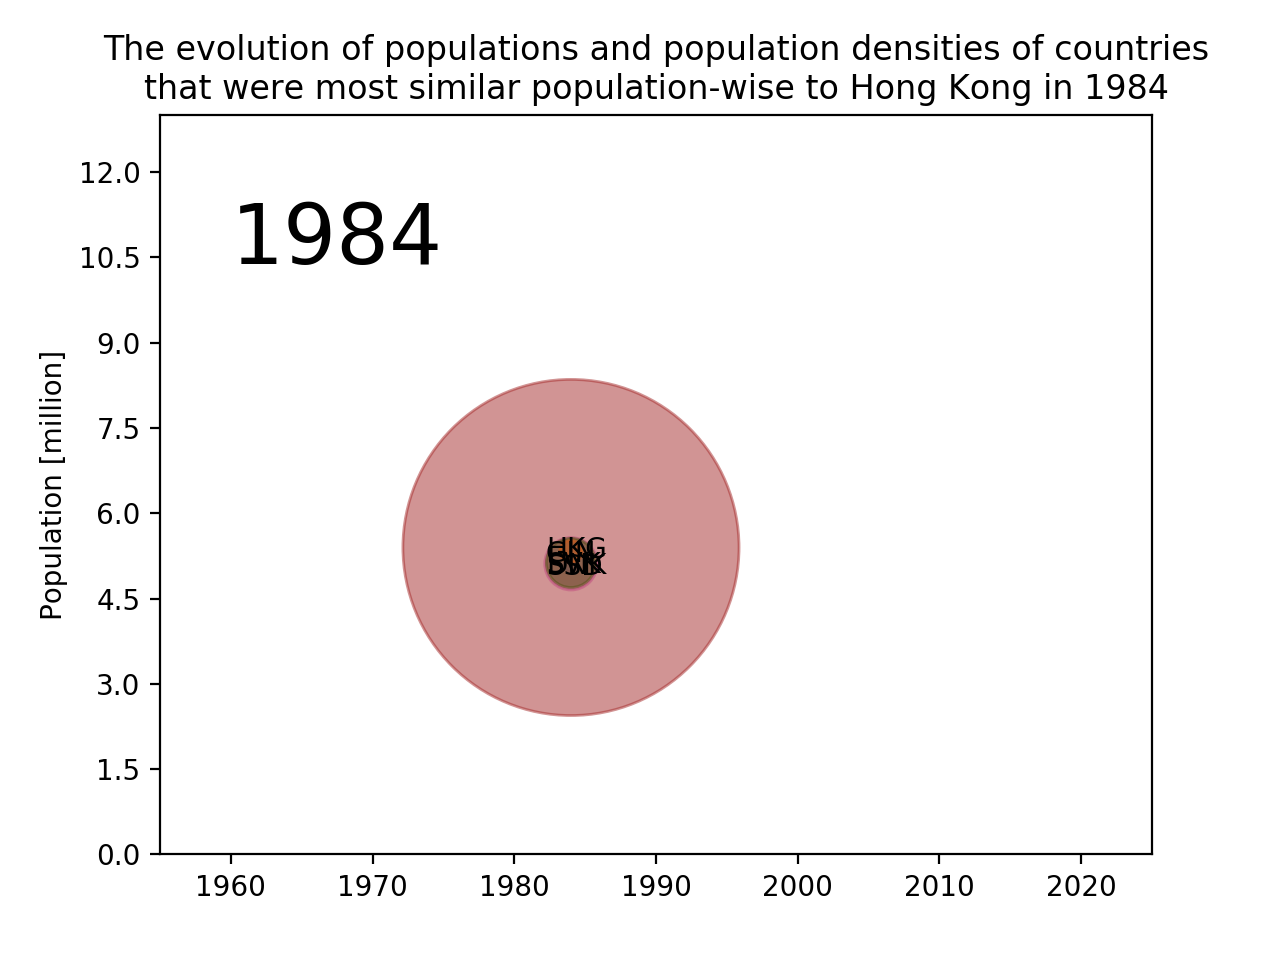 The evolution of populations and population densities of countries
that were most similar population-wise to Hong Kong in 1984
12.0
1984
10.5
9.0
Population [million]
7.5
6.0
HKG
4.5
3.0
1.5
0.0
1960 1970 1980 1990 2000 2010 2020